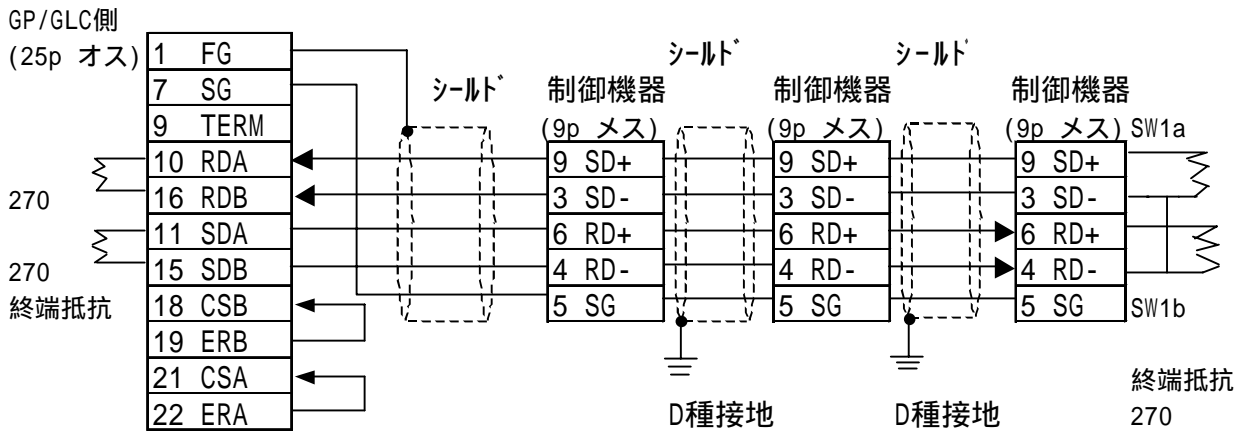 GP/GLC側
(25p オス)
1 FG
7 SG
9 TERM
10 RDA
16 RDB
11 SDA
15 SDB
18 CSB
19 ERB
21 CSA
22 ERA
270
270
終端抵抗
シールド
制御機器
(9p メス)
9 SD+
3 SD-
6 RD+
4 RD-
5 SG
シールド
D種接地
制御機器
(9p メス)
9 SD+
3 SD-
6 RD+
4 RD-
5 SG
シールド
D種接地
制御機器
(9p メス)
9 SD+
3 SD-
6 RD+
4 RD-
5 SG
SW1a
SW1b
終端抵抗
270